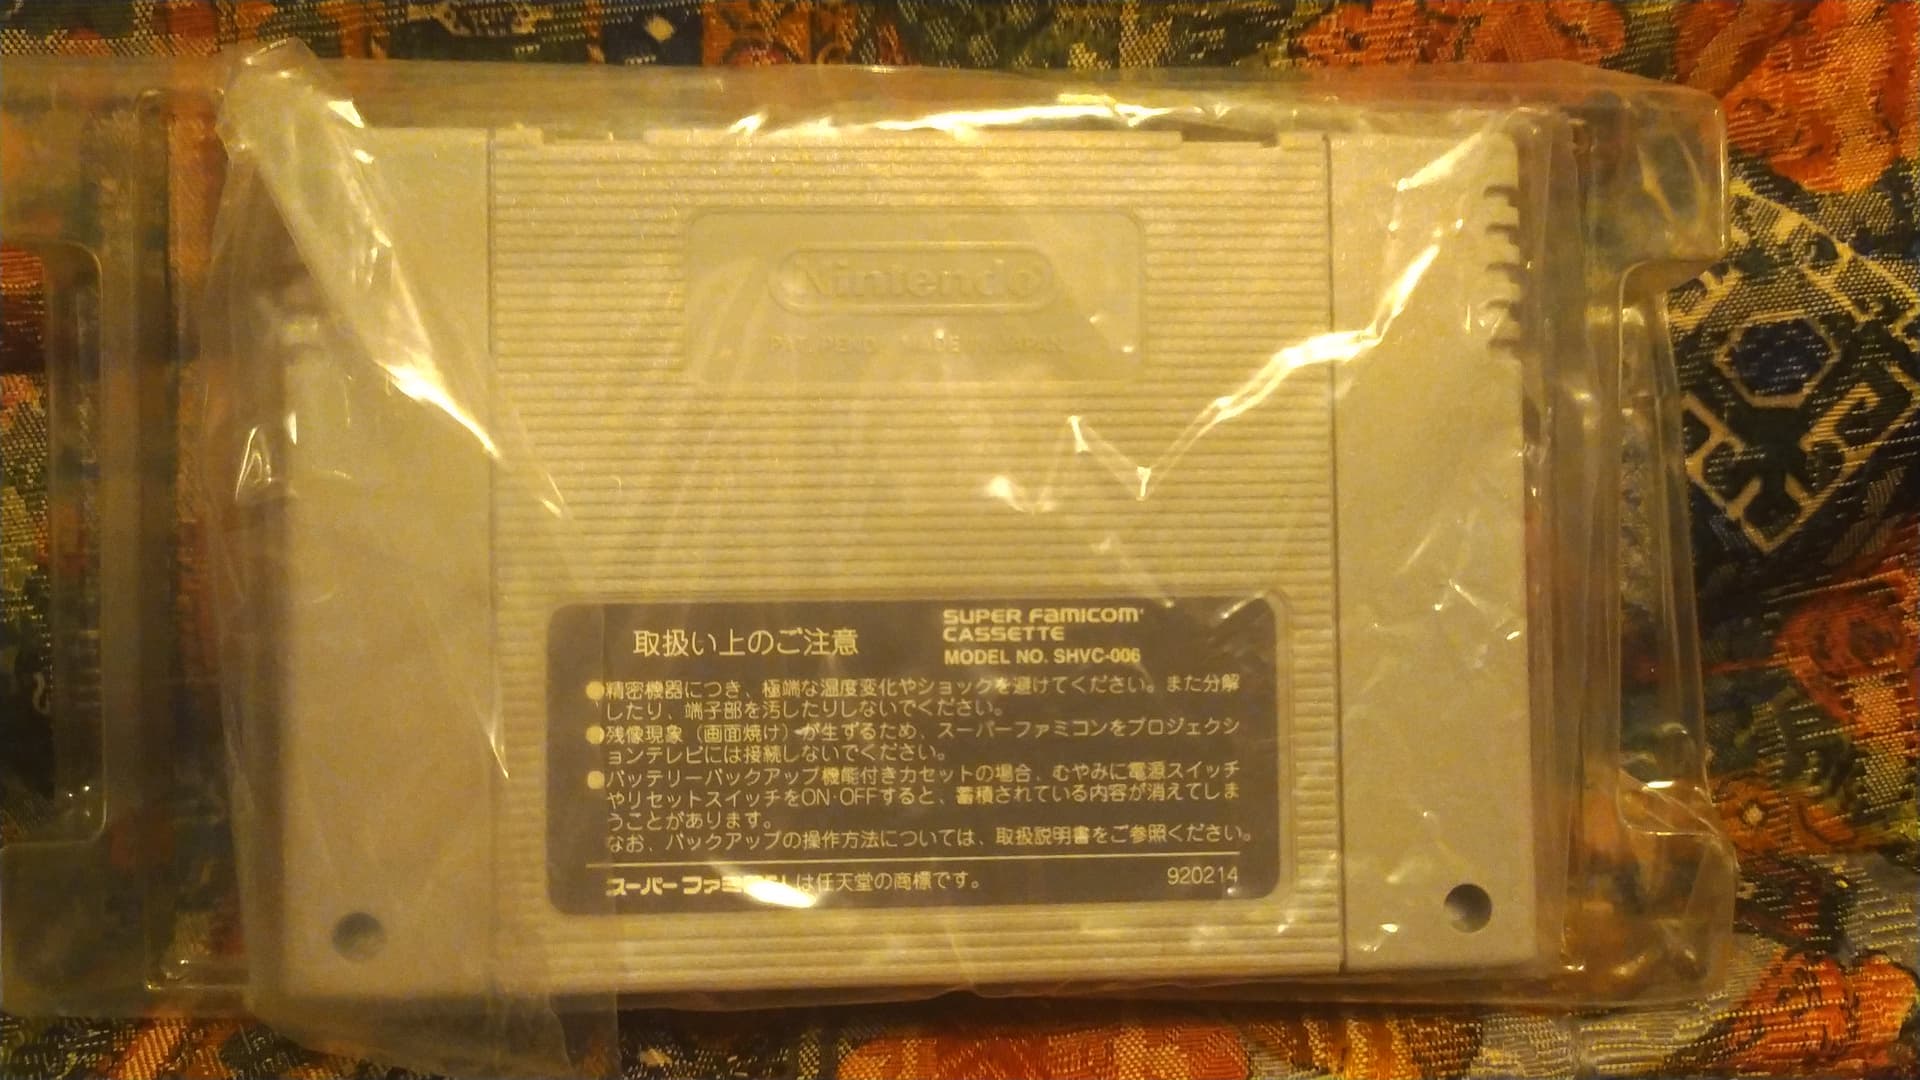 Nintendo
PAT. PEND. MADE IN JAPAN
取扱い上のご注意
SUPER FAMICOM
CASSETTE
MODEL NO. SHVC-006
●精密機器につき、極端な温度変化やショックを避けてください。また分解
したり、端子部を汚したりしないでください。
●残像現象（画面焼け）が生ずるため、スーパーファミコンをプロジェクシ
ョンテレビには接続しないでください。
●バッテリーバックアップ機能付きカセットの場合、むやみに電源スイッチ
やリセットスイッチをON·OFFすると、蓄積されている内容が消えてしま
うことがあります。
なお、バックアップの操作方法については、取扱説明書をご参照ください。
スーパーファミコンは任天堂の商標です。
920214